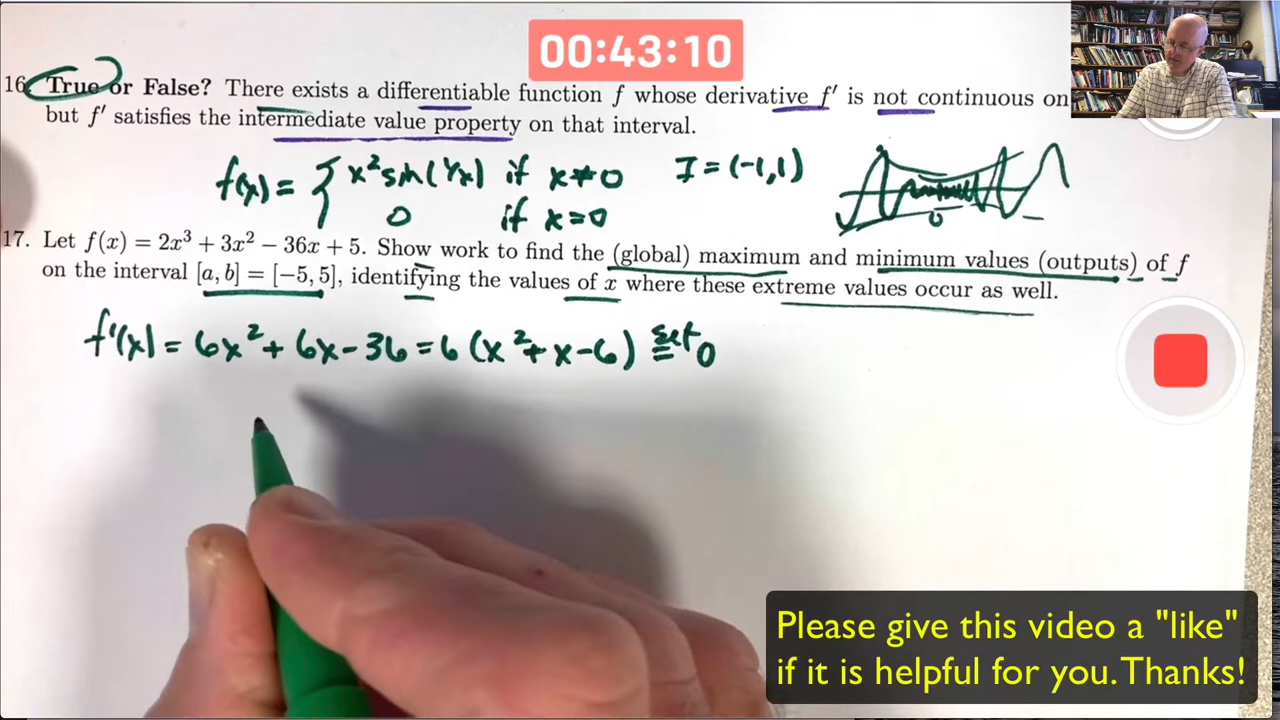 00:43:10
16. True or False? There exists a differentiable function f whose derivative f′ is not continuous on
but f′ satisfies the intermediate value property on that interval.
f(x) = { x² sin(1/x) if x ≠ 0 I = (-1,1)
0 if x = 0
0
17. Let f(x) = 2x³ + 3x² − 36x + 5. Show work to find the (global) maximum and minimum values (outputs) of f
on the interval [a, b] = [−5, 5], identifying the values of x where these extreme values occur as well.
f'(x) = 6x² + 6x - 36 = 6 (x² + x - 6) set = 0
Please give this video a "like"
if it is helpful for you. Thanks!